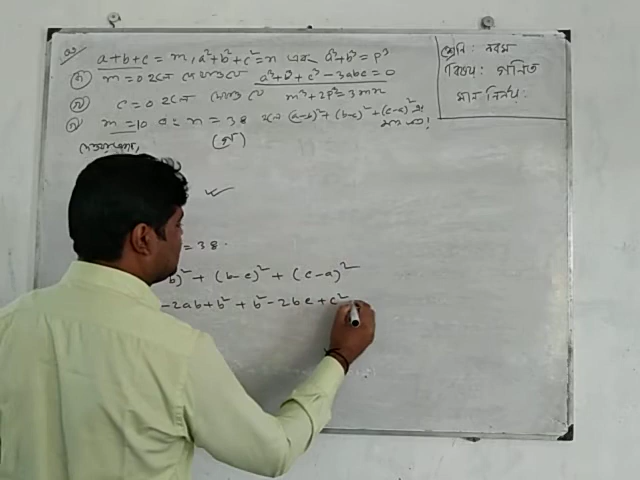 a+b+c = m, a²+b²+c² = n এবং a³+b³ = p³
(ক) m = 0 হলে দেখাও যে a³+b³+c³ - 3abc = 0
(খ) c = 0 হলে দেখাও যে m³+2p³ = 3mn
(গ) m = 10 এবং n = 38 হলে (a-b)²+(b-c)²+(c-a)² এর
মান
শ্রেণি: নবম
বিষয়: গণিত
মান নির্ণয়:
দেওয়া আছে,
(গ)
= 38.
b)² + (b-c)² + (c-a)²
- 2ab + b² + b² - 2bc + c²